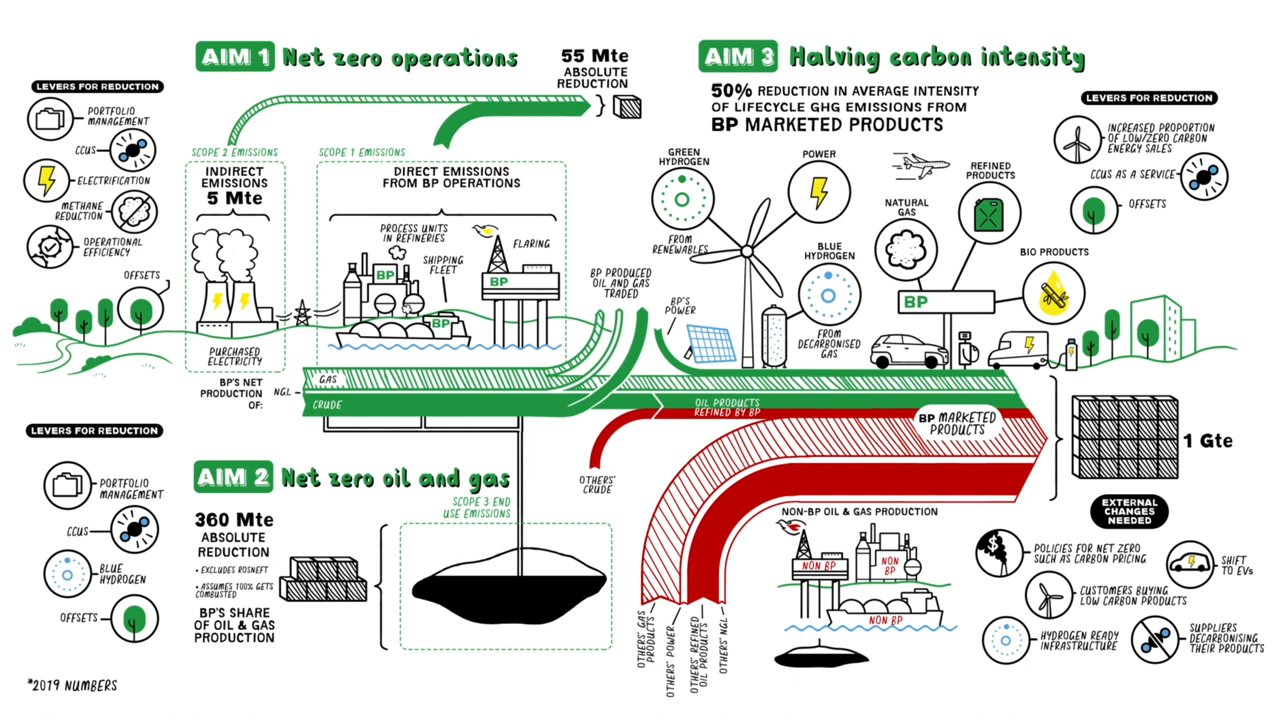 AIM 1 Net zero operations
55 Mte
ABSOLUTE
REDUCTION
LEVERS FOR REDUCTION
PORTFOLIO
MANAGEMENT
CCUS
ELECTRIFICATION
METHANE
REDUCTION
OPERATIONAL
EFFICIENCY
OFFSETS
SCOPE 2 EMISSIONS
INDIRECT
EMISSIONS
5 Mte
PURCHASED
ELECTRICITY
SCOPE 1 EMISSIONS
DIRECT EMISSIONS
FROM BP OPERATIONS
PROCESS UNITS
IN REFINERIES
SHIPPING
FLEET
FLARING
BP
BP
BP
BP PRODUCED
OIL AND GAS
TRADED
BP'S NET
PRODUCTION
OF:
GAS
NGL
CRUDE
AIM 3 Halving carbon intensity
50% REDUCTION IN AVERAGE INTENSITY
OF LIFECYCLE GHG EMISSIONS FROM
BP MARKETED PRODUCTS
LEVERS FOR REDUCTION
INCREASED PROPORTION
OF LOW/ZERO CARBON
ENERGY SALES
CCUS AS A SERVICE
OFFSETS
GREEN
HYDROGEN
FROM
RENEWABLES
POWER
BLUE
HYDROGEN
FROM
DECARBONISED
GAS
NATURAL
GAS
REFINED
PRODUCTS
BIO PRODUCTS
BP
BP'S
POWER
OIL PRODUCTS
REFINED BY BP
BP MARKETED
PRODUCTS
1 Gte
OTHERS'
CRUDE
OTHERS' GAS
PRODUCTS
OTHERS' POWER
OTHERS' REFINED
OIL PRODUCTS
OTHERS' NGL
LEVERS FOR REDUCTION
PORTFOLIO
MANAGEMENT
CCUS
BLUE
HYDROGEN
OFFSETS
AIM 2 Net zero oil and gas
360 Mte
ABSOLUTE
REDUCTION
• EXCLUDES ROSNEFT
• ASSUMES 100% GETS
COMBUSTED
BP'S SHARE
OF OIL & GAS
PRODUCTION
SCOPE 3 END
USE EMISSIONS
NON-BP OIL & GAS PRODUCTION
NON BP
NON
BP
NON BP
EXTERNAL
CHANGES
NEEDED
$
POLICIES FOR NET ZERO
SUCH AS CARBON PRICING
SHIFT
TO EVs
CUSTOMERS BUYING
LOW CARBON PRODUCTS
HYDROGEN READY
INFRASTRUCTURE
SUPPLIERS
DECARBONISING
THEIR PRODUCTS
*2019 NUMBERS